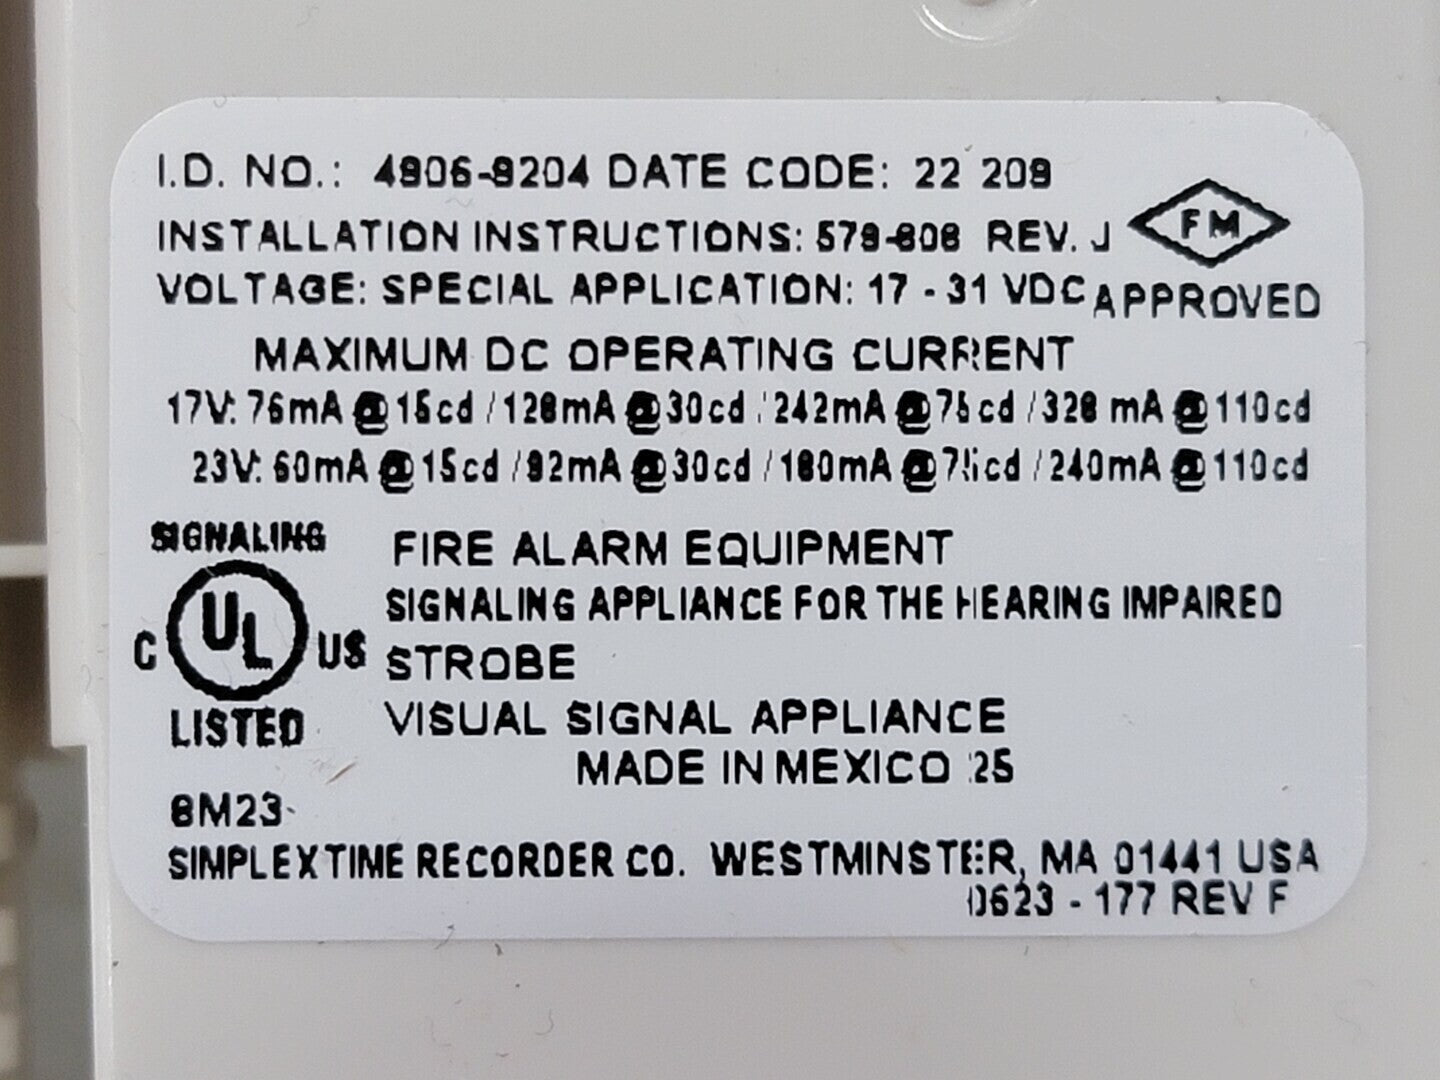 I.D. NO.: 4906-9204 DATE CODE: 22 209
INSTALLATION INSTRUCTIONS: 579-808 REV. J
FM
VOLTAGE: SPECIAL APPLICATION: 17 - 31 VDC
APPROVED
MAXIMUM DC OPERATING CURRENT
17V: 76mA @ 15cd / 128mA @ 30cd / 242mA @ 75cd / 328 mA @ 110cd
23V: 60mA @ 15cd / 92mA @ 30cd / 180mA @ 75cd / 240mA @ 110cd
SIGNALING
C UL US
LISTED
FIRE ALARM EQUIPMENT
SIGNALING APPLIANCE FOR THE HEARING IMPAIRED
STROBE
VISUAL SIGNAL APPLIANCE
MADE IN MEXICO 25
8M23
SIMPLEX TIME RECORDER CO. WESTMINSTER, MA 01441 USA
0623 - 177 REV F